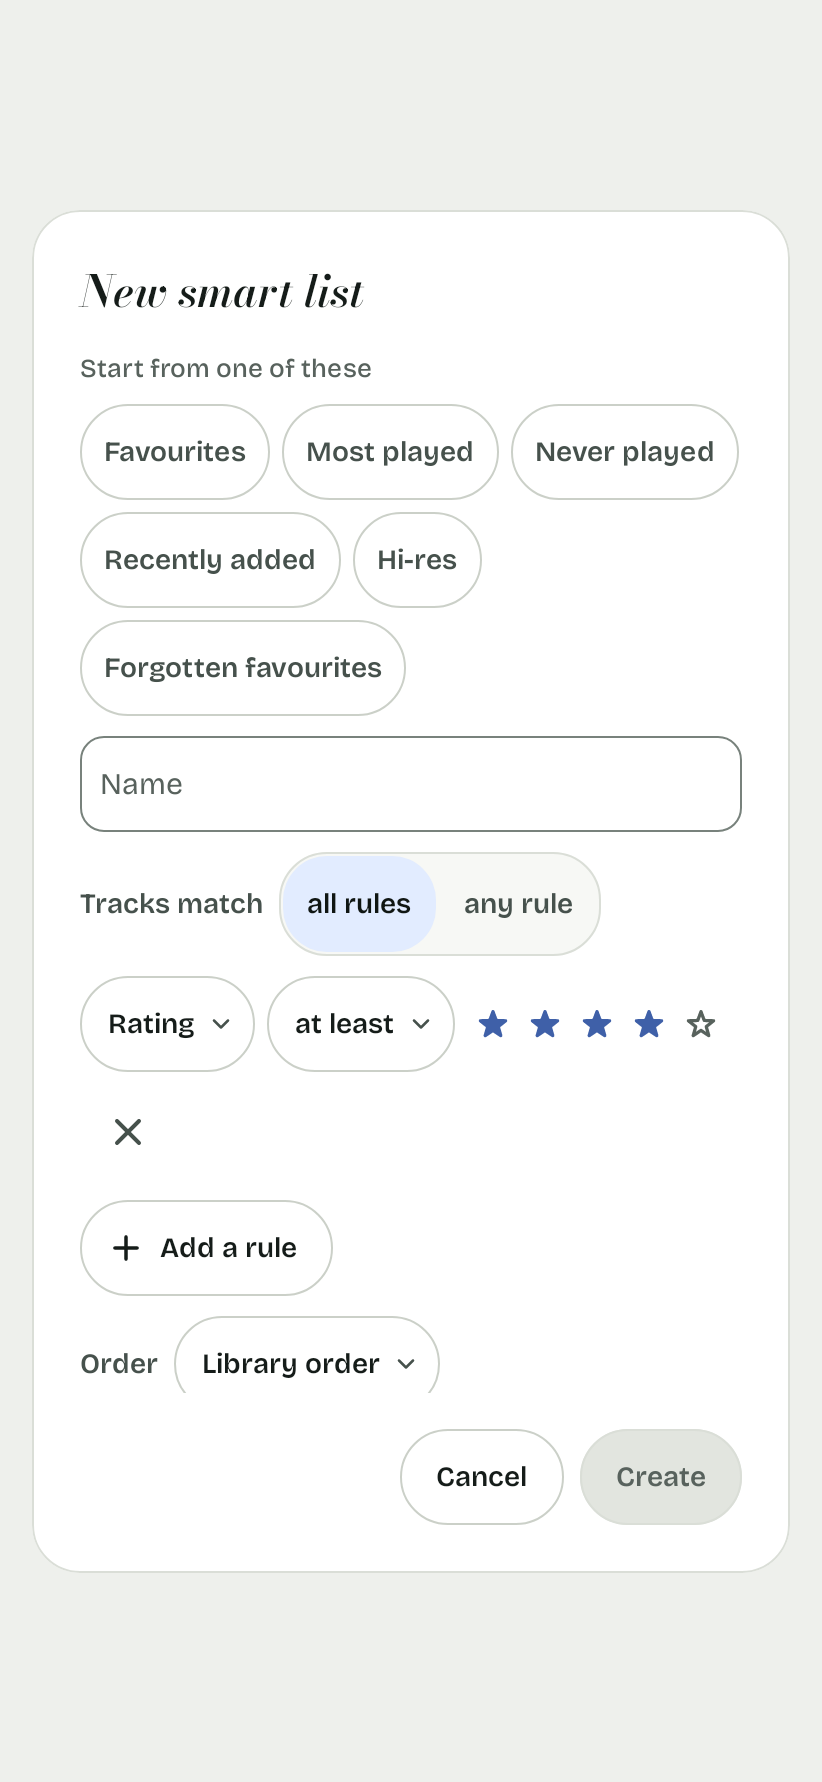 New smart list
Start from one of these
Favourites Most played Never played
Recently added Hi-res
Forgotten favourites
Name
Tracks match all rules any rule
Rating at least
Add a rule
Order Library order
Cancel Create